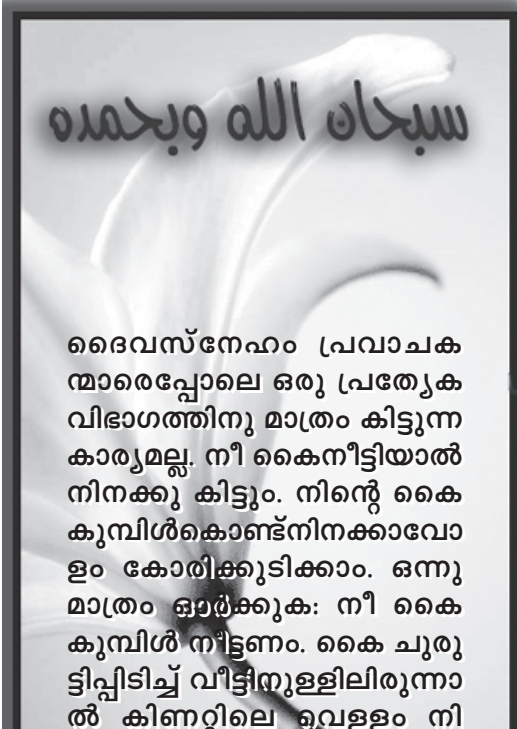 سبحان الله وبحمده
ദൈവസ്നേഹം പ്രവാചക
ന്മാരെപ്പോലെ ഒരു പ്രത്യേക
വിഭാഗത്തിനു മാത്രം കിട്ടുന്ന
കാര്യമല്ല. നീ കൈനീട്ടിയാൽ
നിനക്കു കിട്ടും. നിന്റെ കൈ
കുമ്പിൾകൊണ്ട്നിനക്കാവോ
ളം കോരിക്കുടിക്കാം. ഒന്നു
മാത്രം ഓർക്കുക: നീ കൈ
കുമ്പിൾ നീട്ടണം. കൈ ചുരു
ട്ടിപ്പിടിച്ച് വീട്ടിനുള്ളിലിരുന്നാ
ൽ കിണറ്റിലെ വെള്ളം നി